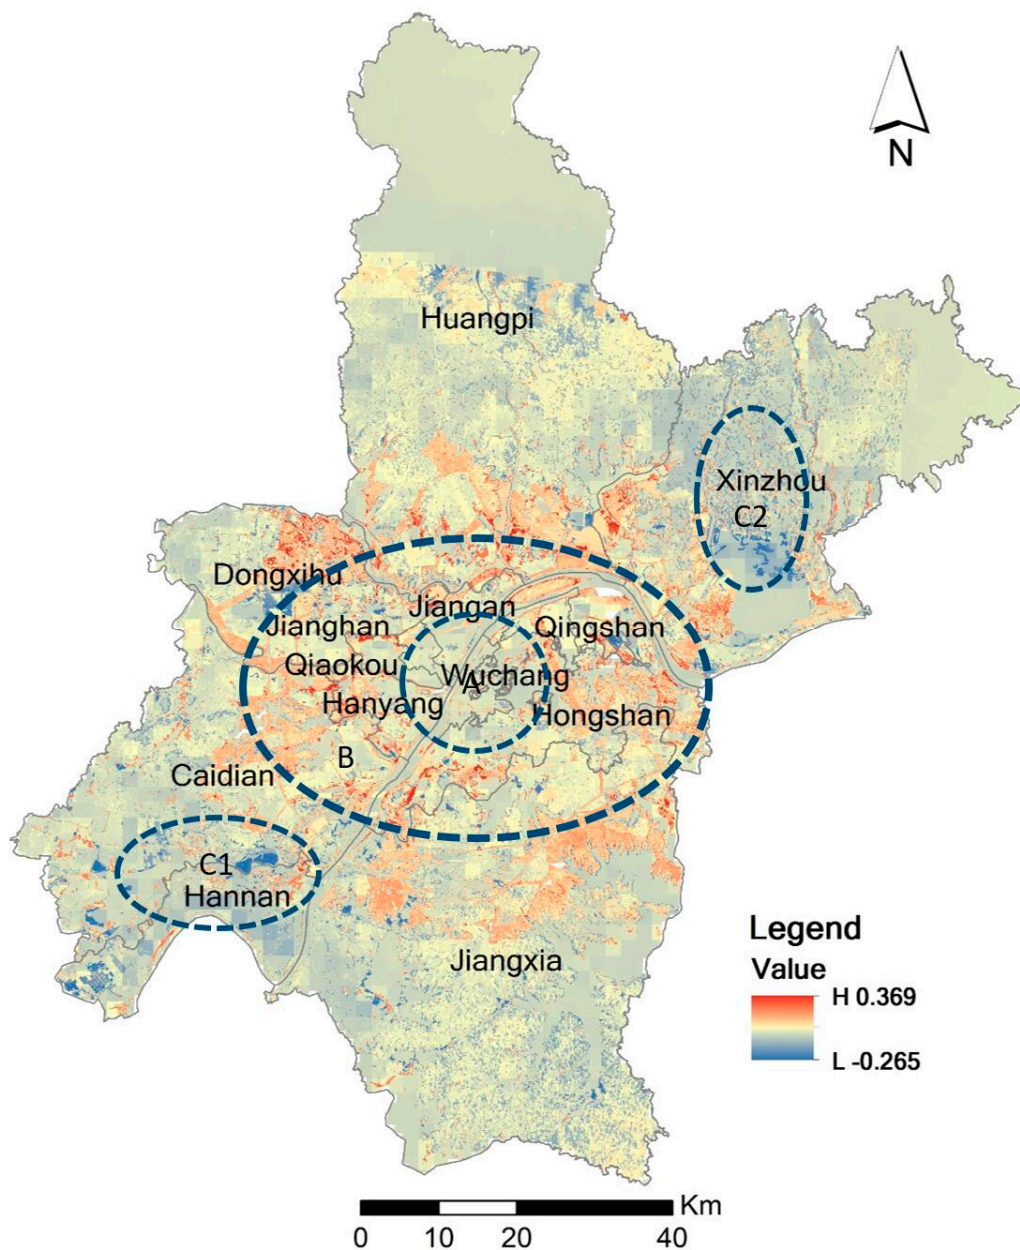 N
Huangpi
Xinzhou
C2
Dongxihu
Jiangan
Jianghan
Qingshan
Qiaokou
Wuchang
A
Hanyang
Hongshan
B
Caidian
C1
Hannan
Jiangxia
Legend
Value
H 0.369
L -0.265
Km
0 10 20 40